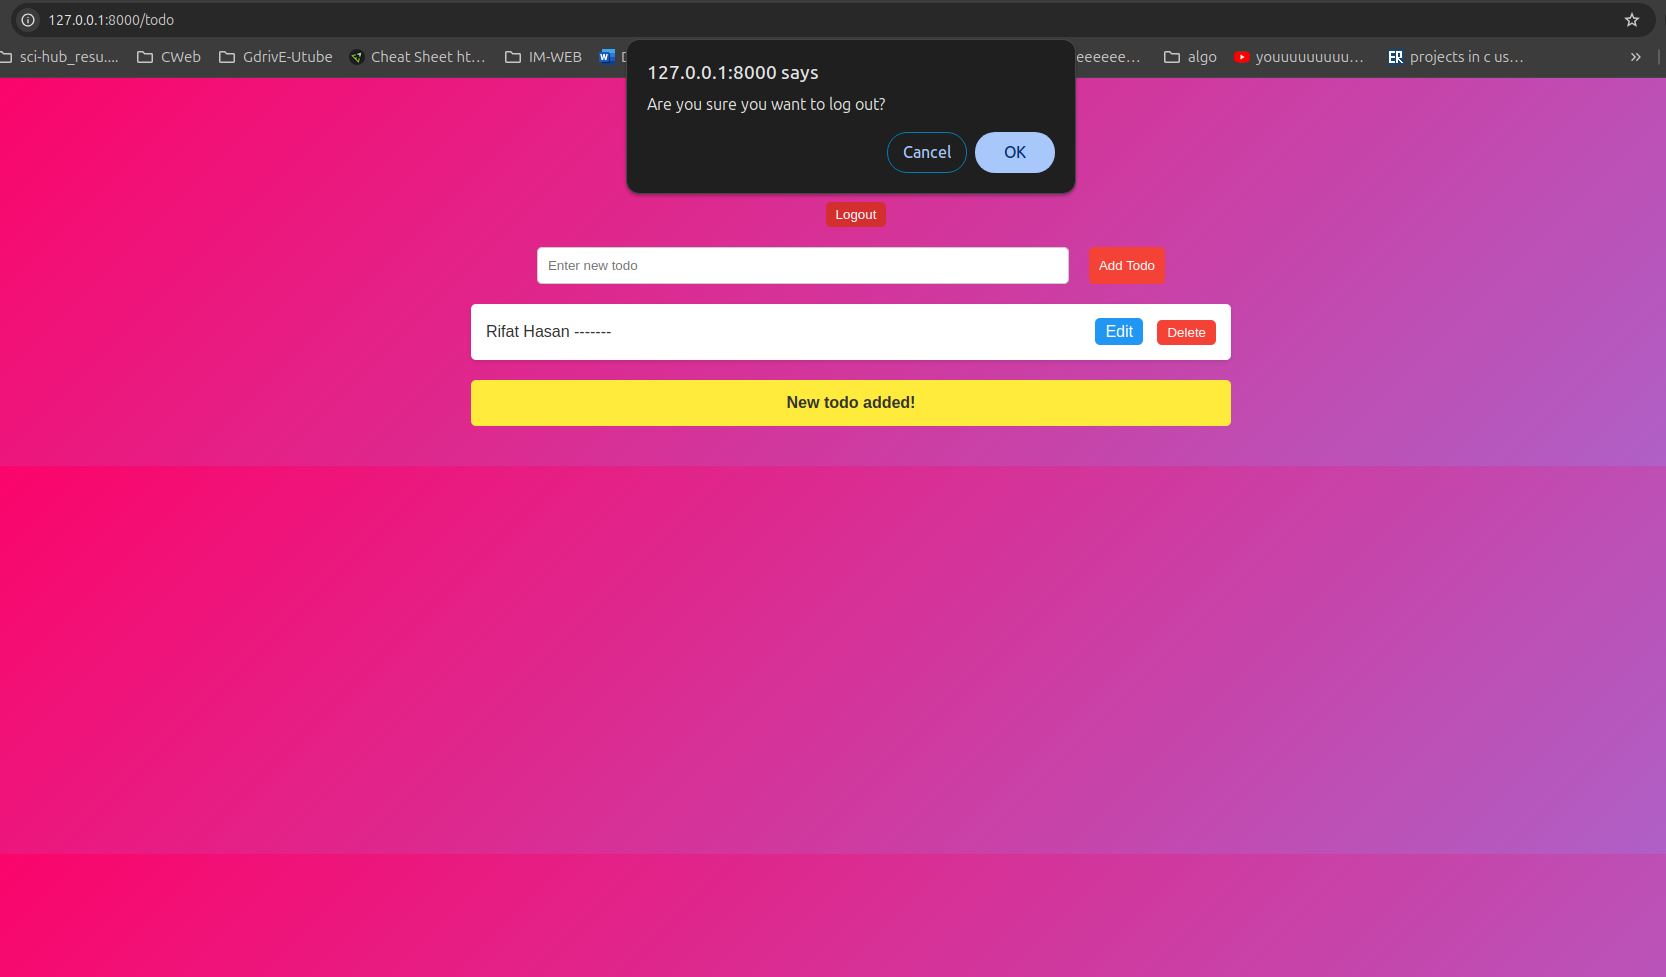 127.0.0.1:8000/todo
sci-hub_resu.... CWeb GdrivE-Utube Cheat Sheet ht... IM-WEB eeeeee... algo youuuuuuuuu... projects in c us... »
127.0.0.1:8000 says
Are you sure you want to log out?
Cancel OK
Logout
Enter new todo Add Todo
Rifat Hasan ------- Edit Delete
New todo added!